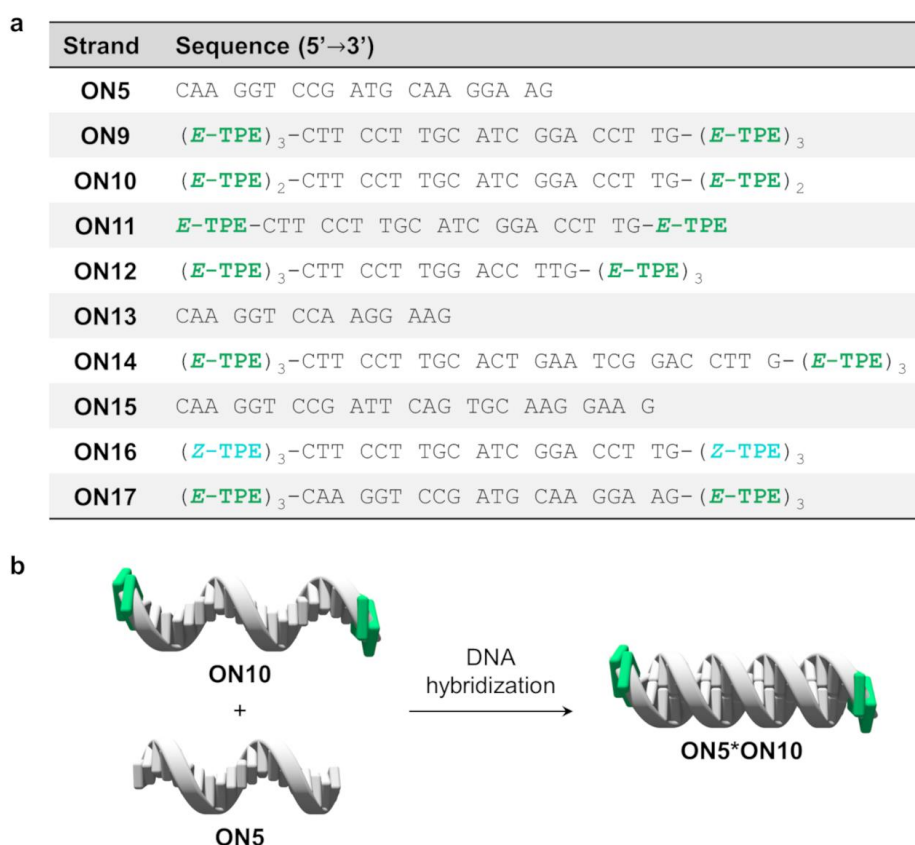 a
Strand Sequence (5'→3')
ON5 CAA GGT CCG ATG CAA GGA AG
ON9 (E-TPE)3-CTT CCT TGC ATC GGA CCT TG-(E-TPE)3
ON10 (E-TPE)2-CTT CCT TGC ATC GGA CCT TG-(E-TPE)2
ON11 E-TPE-CTT CCT TGC ATC GGA CCT TG-E-TPE
ON12 (E-TPE)3-CTT CCT TGG ACC TTG-(E-TPE)3
ON13 CAA GGT CCA AGG AAG
ON14 (E-TPE)3-CTT CCT TGC ACT GAA TCG GAC CTT G-(E-TPE)3
ON15 CAA GGT CCG ATT CAG TGC AAG GAA G
ON16 (Z-TPE)3-CTT CCT TGC ATC GGA CCT TG-(Z-TPE)3
ON17 (E-TPE)3-CAA GGT CCG ATG CAA GGA AG-(E-TPE)3
b
ON10
+
ON5
DNA
hybridization
ON5*ON10